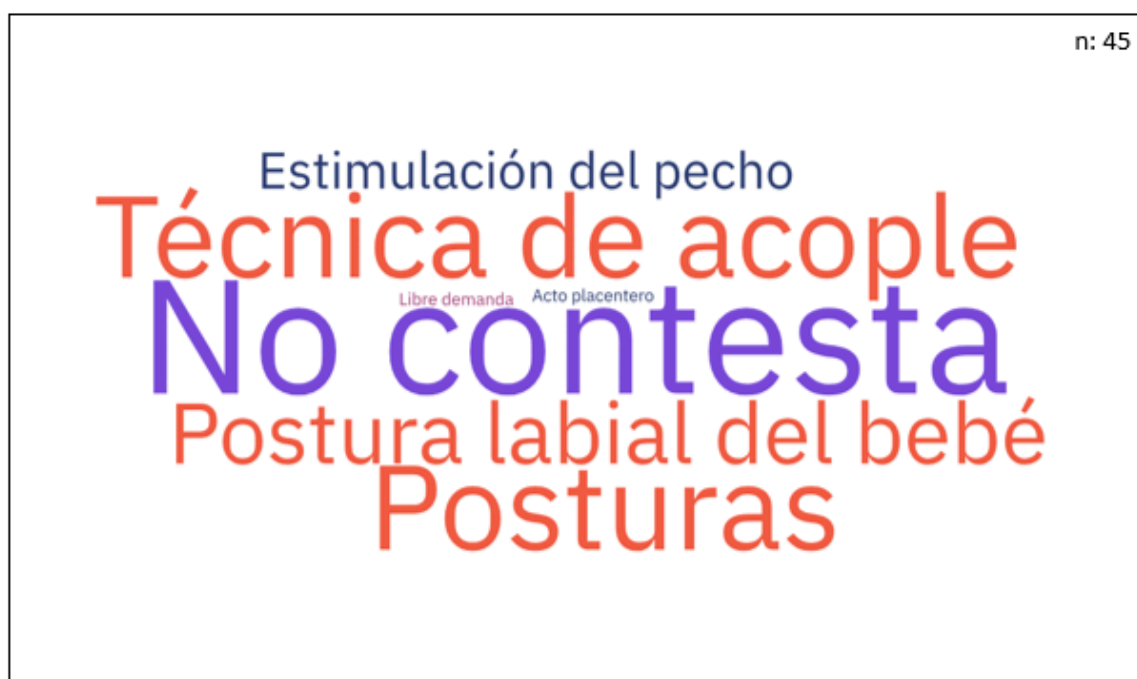 n: 45
Estimulación del pecho
Técnica de acople
Libre demanda Acto placentero
No contesta
Postura labial del bebé
Posturas